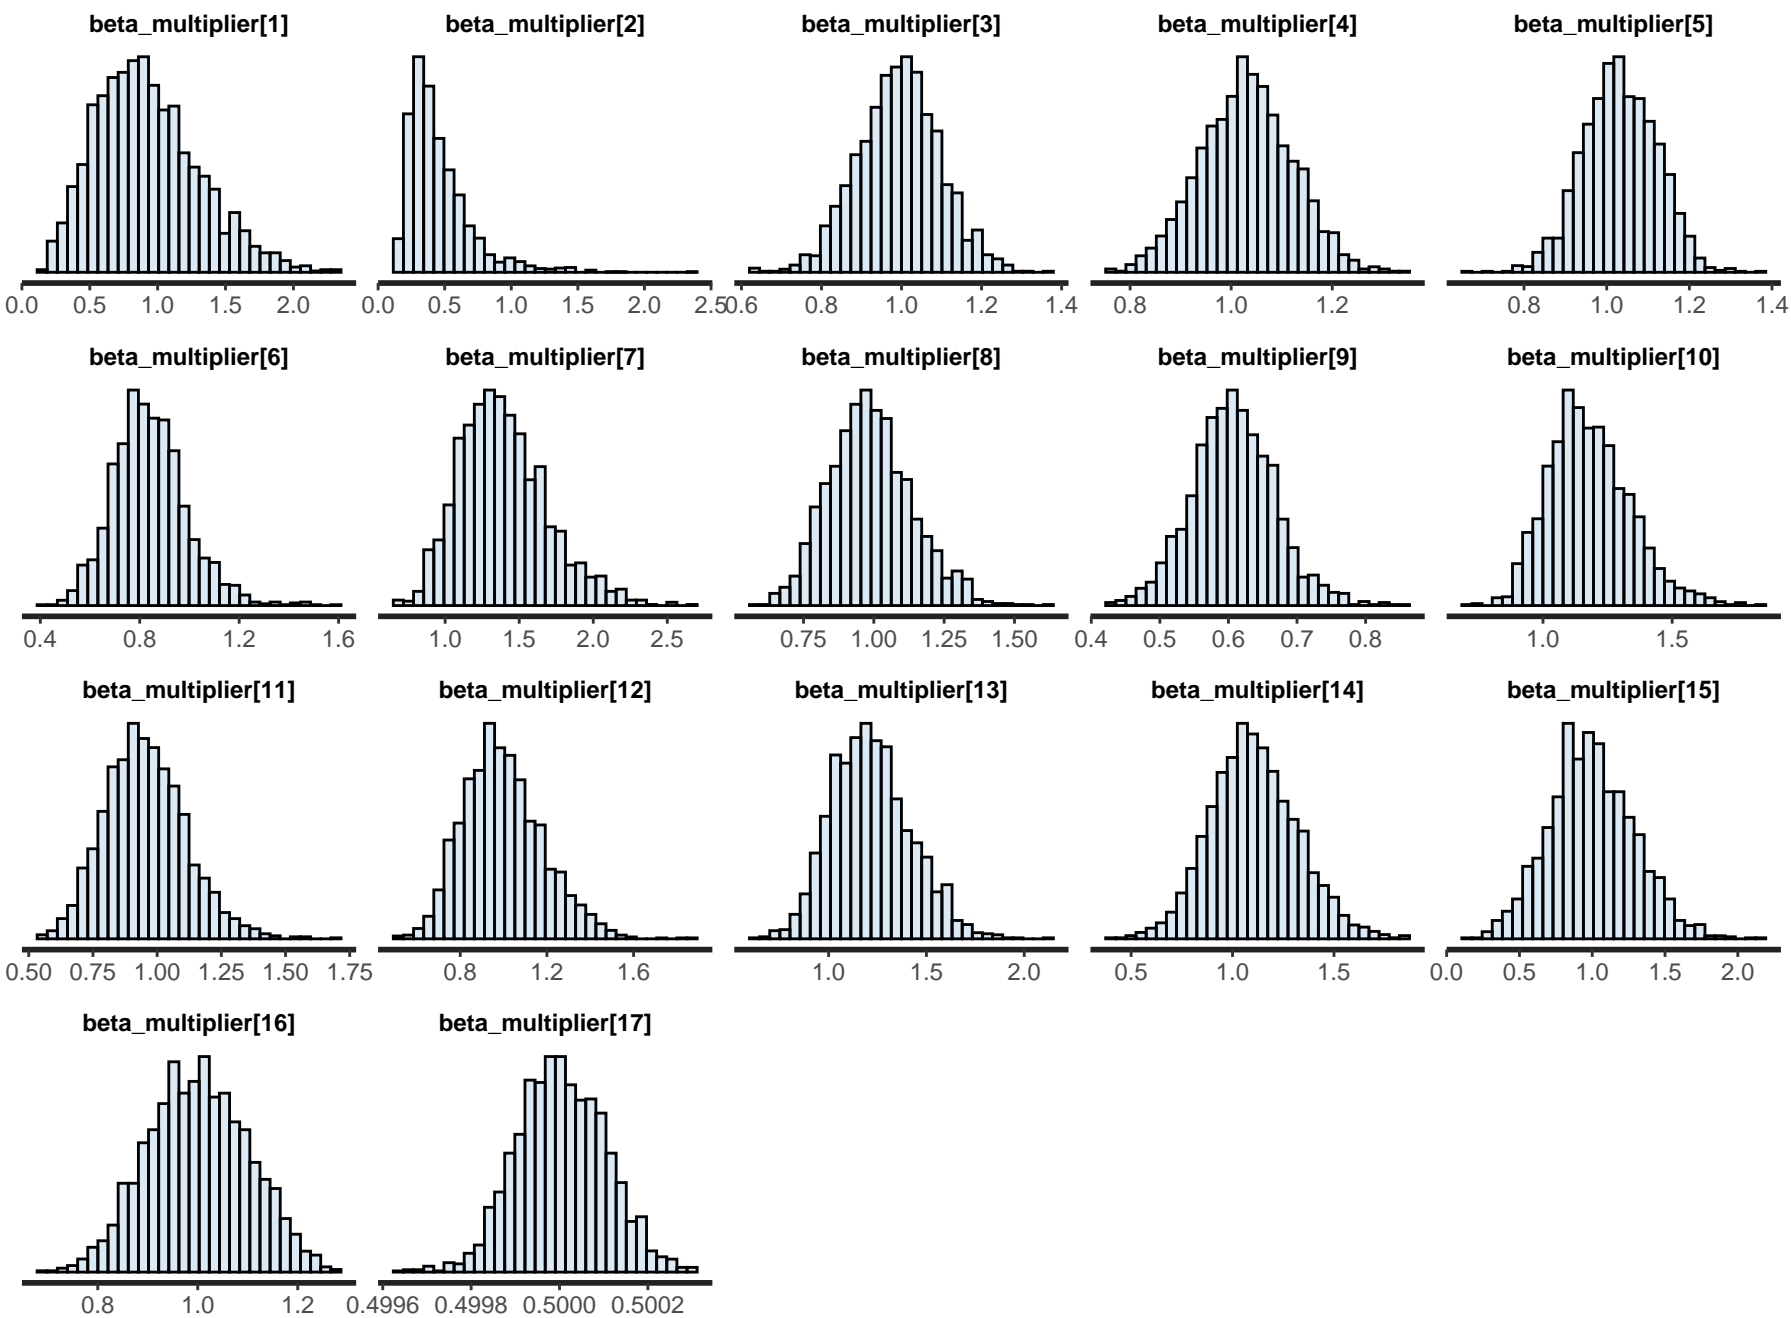 beta_multiplier[1] beta_multiplier[2] beta_multiplier[3] beta_multiplier[4] beta_multiplier[5]
0.0 0.5 1.0 1.5 2.0 0.0 0.5 1.0 1.5 2.0 2.5 0.6 0.8 1.0 1.2 1.4 0.8 1.0 1.2 0.8 1.0 1.2 1.4
beta_multiplier[6] beta_multiplier[7] beta_multiplier[8] beta_multiplier[9] beta_multiplier[10]
0.4 0.8 1.2 1.6 1.0 1.5 2.0 2.5 0.75 1.00 1.25 1.50 0.4 0.5 0.6 0.7 0.8 1.0 1.5
beta_multiplier[11] beta_multiplier[12] beta_multiplier[13] beta_multiplier[14] beta_multiplier[15]
0.50 0.75 1.00 1.25 1.50 1.75 0.8 1.2 1.6 1.0 1.5 2.0 0.5 1.0 1.5 0.0 0.5 1.0 1.5 2.0
beta_multiplier[16] beta_multiplier[17]
0.8 1.0 1.2 0.4996 0.4998 0.5000 0.5002